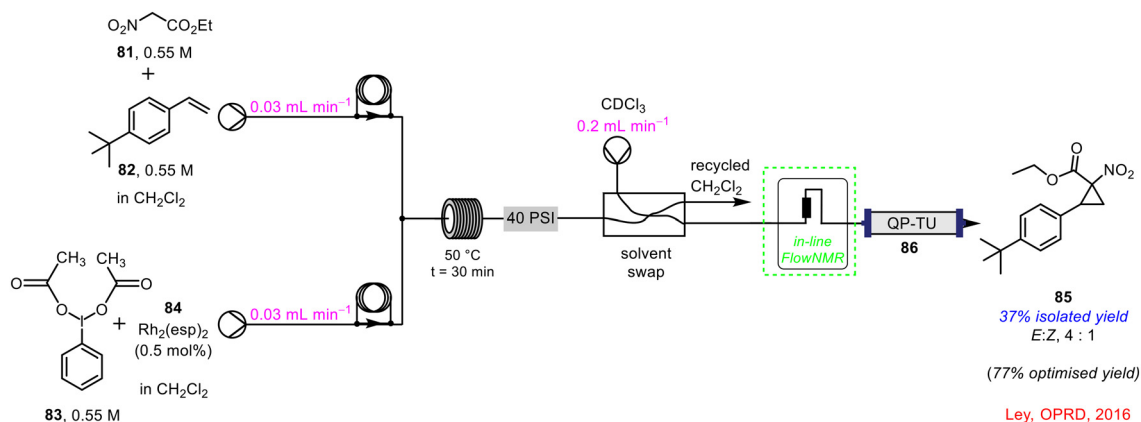 O₂N CO₂Et
81, 0.55 M
+
82, 0.55 M
in CH₂Cl₂
0.03 mL min⁻¹
CH₃ CH₃
O O
O O
I
83, 0.55 M
+
84
Rh₂(esp)₂
(0.5 mol%)
in CH₂Cl₂
0.03 mL min⁻¹
50 °C
t = 30 min
40 PSI
CDCl₃
0.2 mL min⁻¹
recycled
CH₂Cl₂
solvent
swap
in-line
FlowNMR
QP-TU
86
O
O NO₂
85
37% isolated yield
E:Z, 4 : 1
(77% optimised yield)
Ley, OPRD, 2016